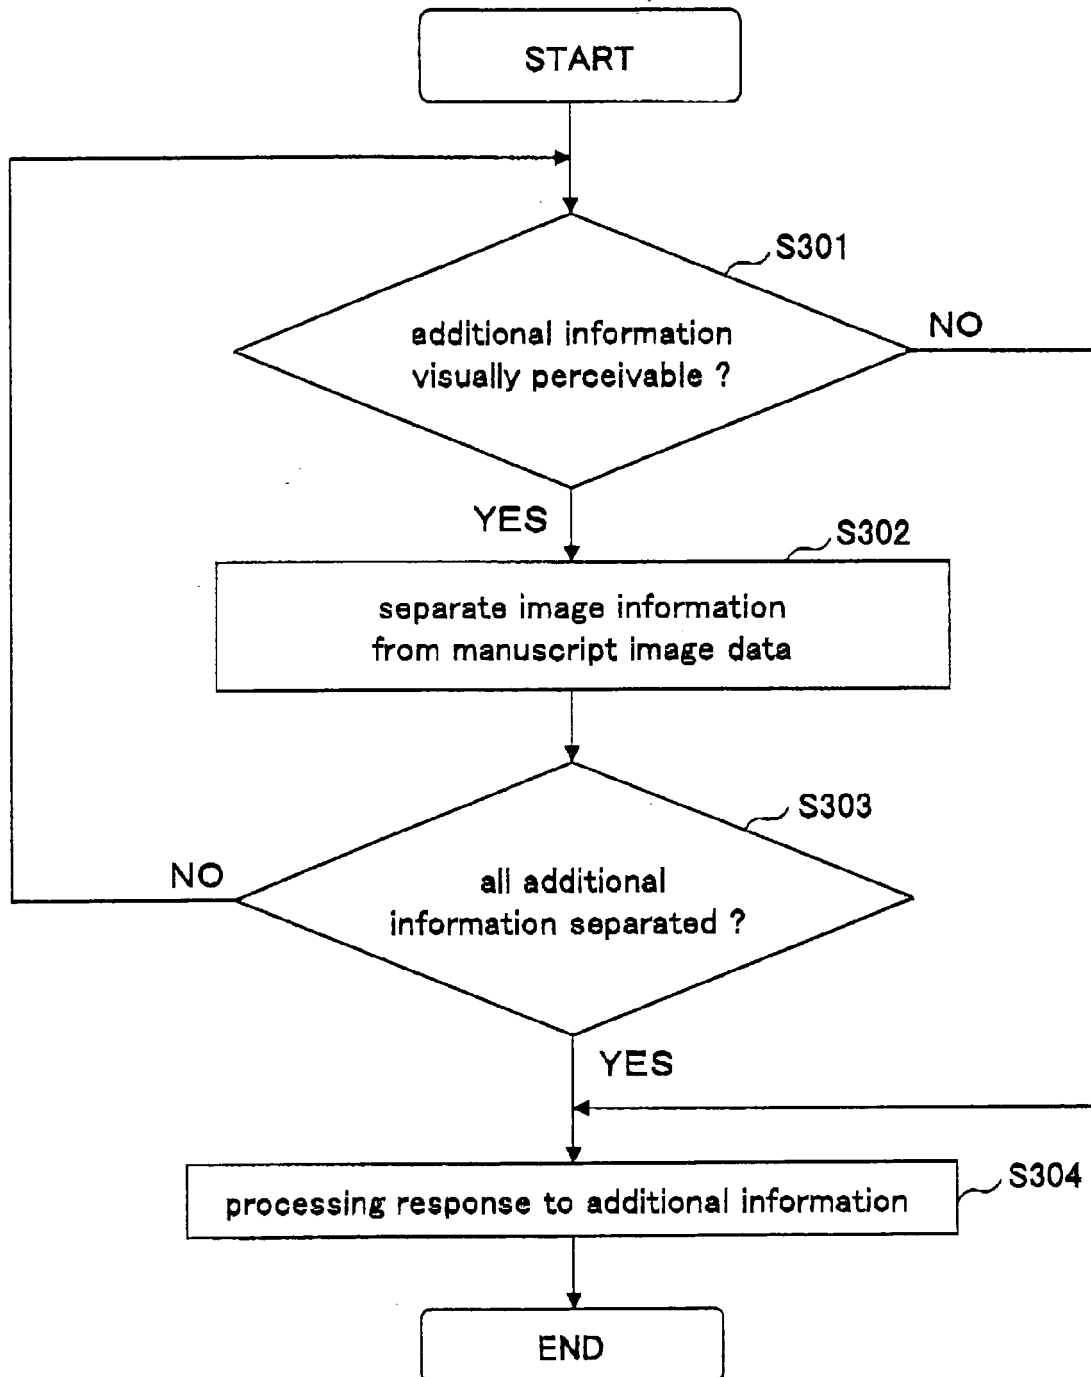 START
S301
additional information
visually perceivable ?
NO
YES
S302
separate image information
from manuscript image data
S303
NO
all additional
information separated ?
YES
S304
processing response to additional information
END